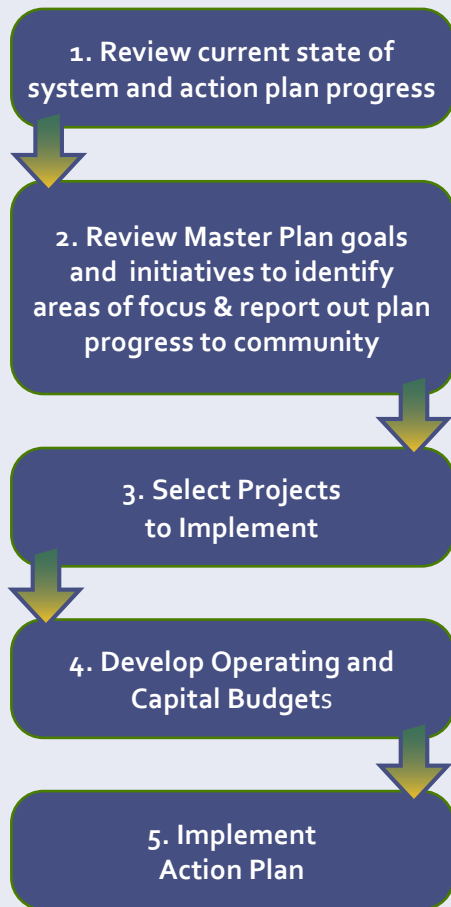 1. Review current state of
system and action plan progress
2. Review Master Plan goals
and initiatives to identify
areas of focus & report out plan
progress to community
3. Select Projects
to Implement
4. Develop Operating and
Capital Budgets
5. Implement
Action Plan